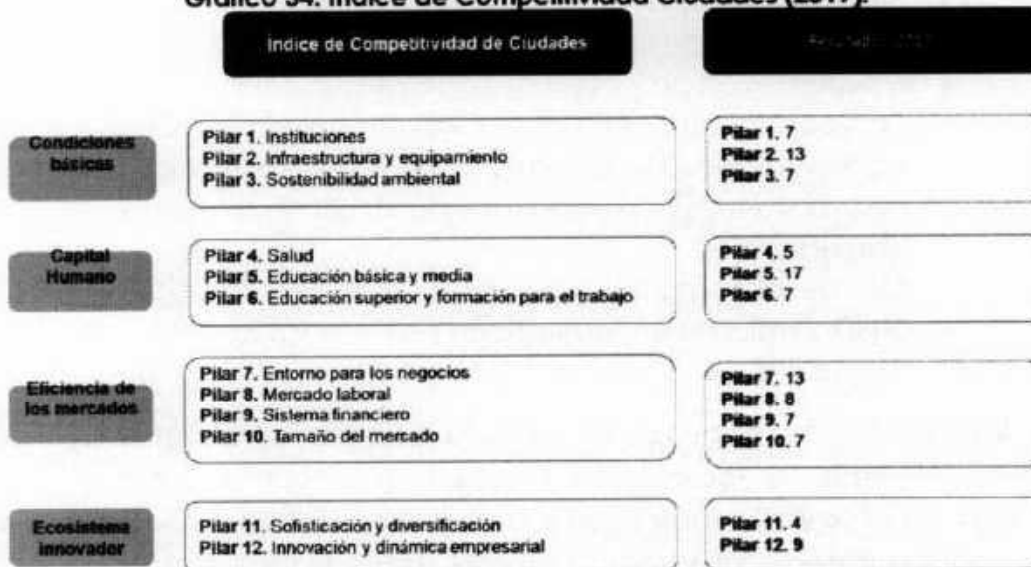 Gráfico 34. Índice de Competitividad Ciudades (2017).
Índice de Competitividad de Ciudades
Condiciones básicas
Pilar 1. Instituciones
Pilar 2. Infraestructura y equipamiento
Pilar 3. Sostenibilidad ambiental
Pilar 1. 7
Pilar 2. 13
Pilar 3. 7
Capital Humano
Pilar 4. Salud
Pilar 5. Educación básica y media
Pilar 6. Educación superior y formación para el trabajo
Pilar 4. 5
Pilar 5. 17
Pilar 6. 7
Eficiencia de los mercados
Pilar 7. Entorno para los negocios
Pilar 8. Mercado laboral
Pilar 9. Sistema financiero
Pilar 10. Tamaño del mercado
Pilar 7. 13
Pilar 8. 8
Pilar 9. 7
Pilar 10. 7
Ecosistema innovador
Pilar 11. Sofisticación y diversificación
Pilar 12. Innovación y dinámica empresarial
Pilar 11. 4
Pilar 12. 9